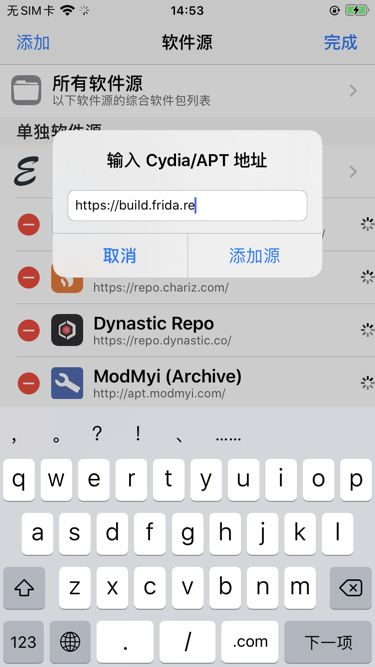 无SIM卡 14:53
添加 软件源 完成
所有软件源
以下软件源的综合软件包列表
单独软件源
输入 Cydia/APT 地址
https://build.frida.re
取消 添加源
https://repo.chariz.com/
Dynastic Repo
https://repo.dynastic.co/
ModMyi (Archive)
http://apt.modmyi.com/
， 。 ？ ！ 、 ……
q w e r t y u i o p
a s d f g h j k l
z x c v b n m
123 . / .com 下一项